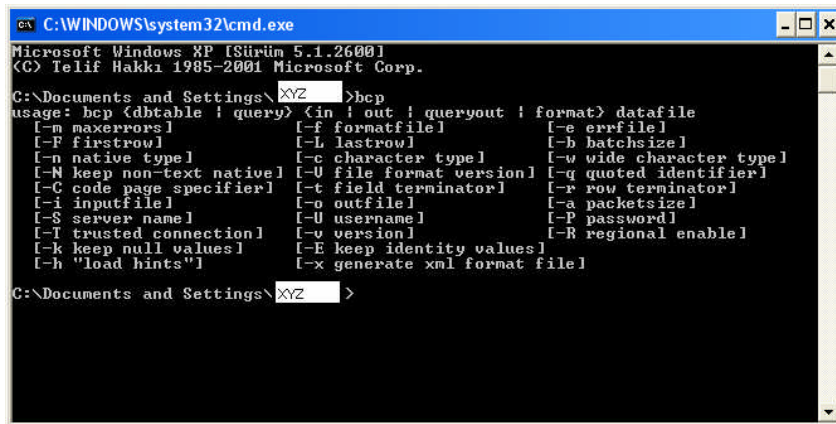 C:\WINDOWS\system32\cmd.exe
Microsoft Windows XP [Sürüm 5.1.2600]
(C) Telif Hakkı 1985-2001 Microsoft Corp.
C:\Documents and Settings\XYZ >bcp
usage: bcp {dbtable | query} {in | out | queryout | format} datafile
[-m maxerrors] [-f formatfile] [-e errfile]
[-F firstrow] [-L lastrow] [-b batchsize]
[-n native type] [-c character type] [-w wide character type]
[-N keep non-text native] [-V file format version] [-q quoted identifier]
[-C code page specifier] [-t field terminator] [-r row terminator]
[-i inputfile] [-o outfile] [-a packetsize]
[-S server name] [-U username] [-P password]
[-T trusted connection] [-v version] [-R regional enable]
[-k keep null values] [-E keep identity values]
[-h "load hints"] [-x generate xml format file]
C:\Documents and Settings\XYZ >